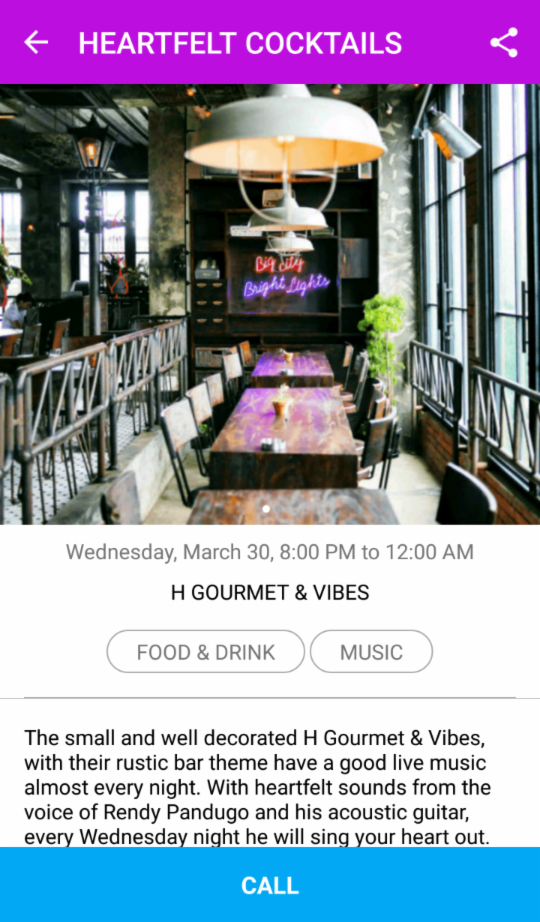 HEARTFELT COCKTAILS
Big City
Bright Lights
Wednesday, March 30, 8:00 PM to 12:00 AM
H GOURMET & VIBES
FOOD & DRINK
MUSIC
The small and well decorated H Gourmet & Vibes,
with their rustic bar theme have a good live music
almost every night. With heartfelt sounds from the
voice of Rendy Pandugo and his acoustic guitar,
every Wednesday night he will sing your heart out.
CALL